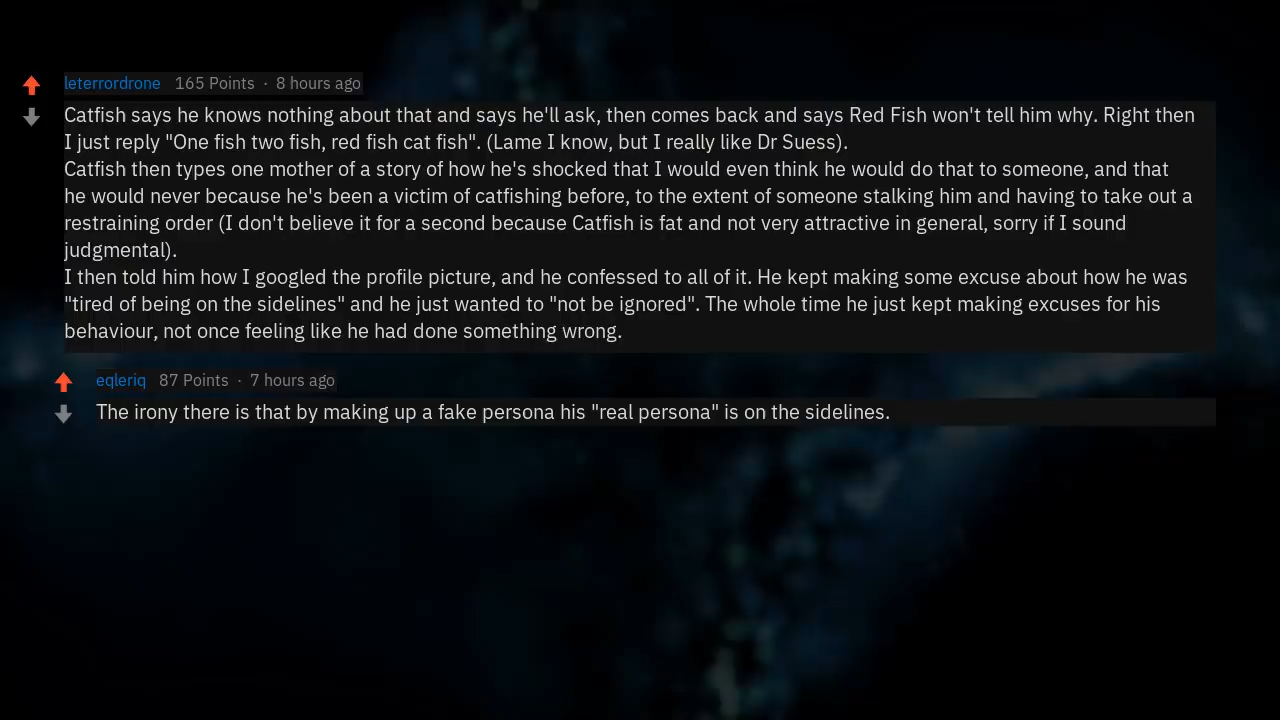 leterrordrone 165 Points · 8 hours ago
Catfish says he knows nothing about that and says he'll ask, then comes back and says Red Fish won't tell him why. Right then
I just reply "One fish two fish, red fish cat fish". (Lame I know, but I really like Dr Suess).
Catfish then types one mother of a story of how he's shocked that I would even think he would do that to someone, and that
he would never because he's been a victim of catfishing before, to the extent of someone stalking him and having to take out a
restraining order (I don't believe it for a second because Catfish is fat and not very attractive in general, sorry if I sound
judgmental).
I then told him how I googled the profile picture, and he confessed to all of it. He kept making some excuse about how he was
"tired of being on the sidelines" and he just wanted to "not be ignored". The whole time he just kept making excuses for his
behaviour, not once feeling like he had done something wrong.
eqleriq 87 Points · 7 hours ago
The irony there is that by making up a fake persona his "real persona" is on the sidelines.